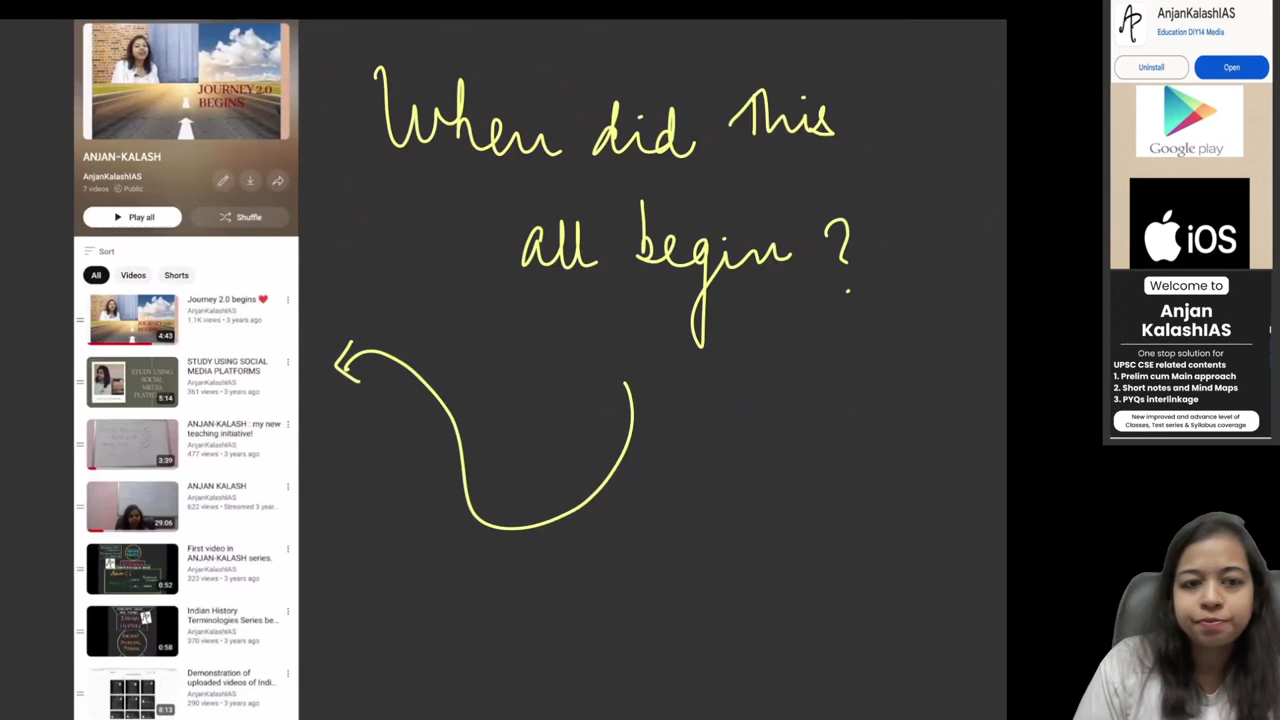 JOURNEY 2.0
BEGINS
ANJAN-KALASH
AnjanKalashIAS
7 videos Public
Play all
Shuffle
Sort
All
Videos
Shorts
Journey 2.0 begins ❤️
AnjanKalashIAS
1.1K views • 3 years ago
4:43
STUDY USING SOCIAL
MEDIA PLATFORMS
AnjanKalashIAS
361 views • 3 years ago
STUDY USING
SOCIAL
MEDIA
5:14
ANJAN-KALASH : my new
teaching initiative!
AnjanKalashIAS
477 views • 3 years ago
3:39
ANJAN KALASH
AnjanKalashIAS
622 views • Streamed 3 year...
29:06
First video in
ANJAN-KALASH series.
AnjanKalashIAS
323 views • 3 years ago
0:52
Indian History
Terminologies Series be...
AnjanKalashIAS
370 views • 3 years ago
0:58
Demonstration of
uploaded videos of Indi...
AnjanKalashIAS
290 views • 3 years ago
8:13
When did this
all begin ?
AnjanKalashIAS
Education DIY14 Media
Uninstall
Open
Google play
iOS
Welcome to
Anjan
KalashIAS
One stop solution for
UPSC CSE related contents
1. Prelim cum Main approach
2. Short notes and Mind Maps
3. PYQs interlinkage
New improved and advance level of
Classes, Test series & Syllabus coverage